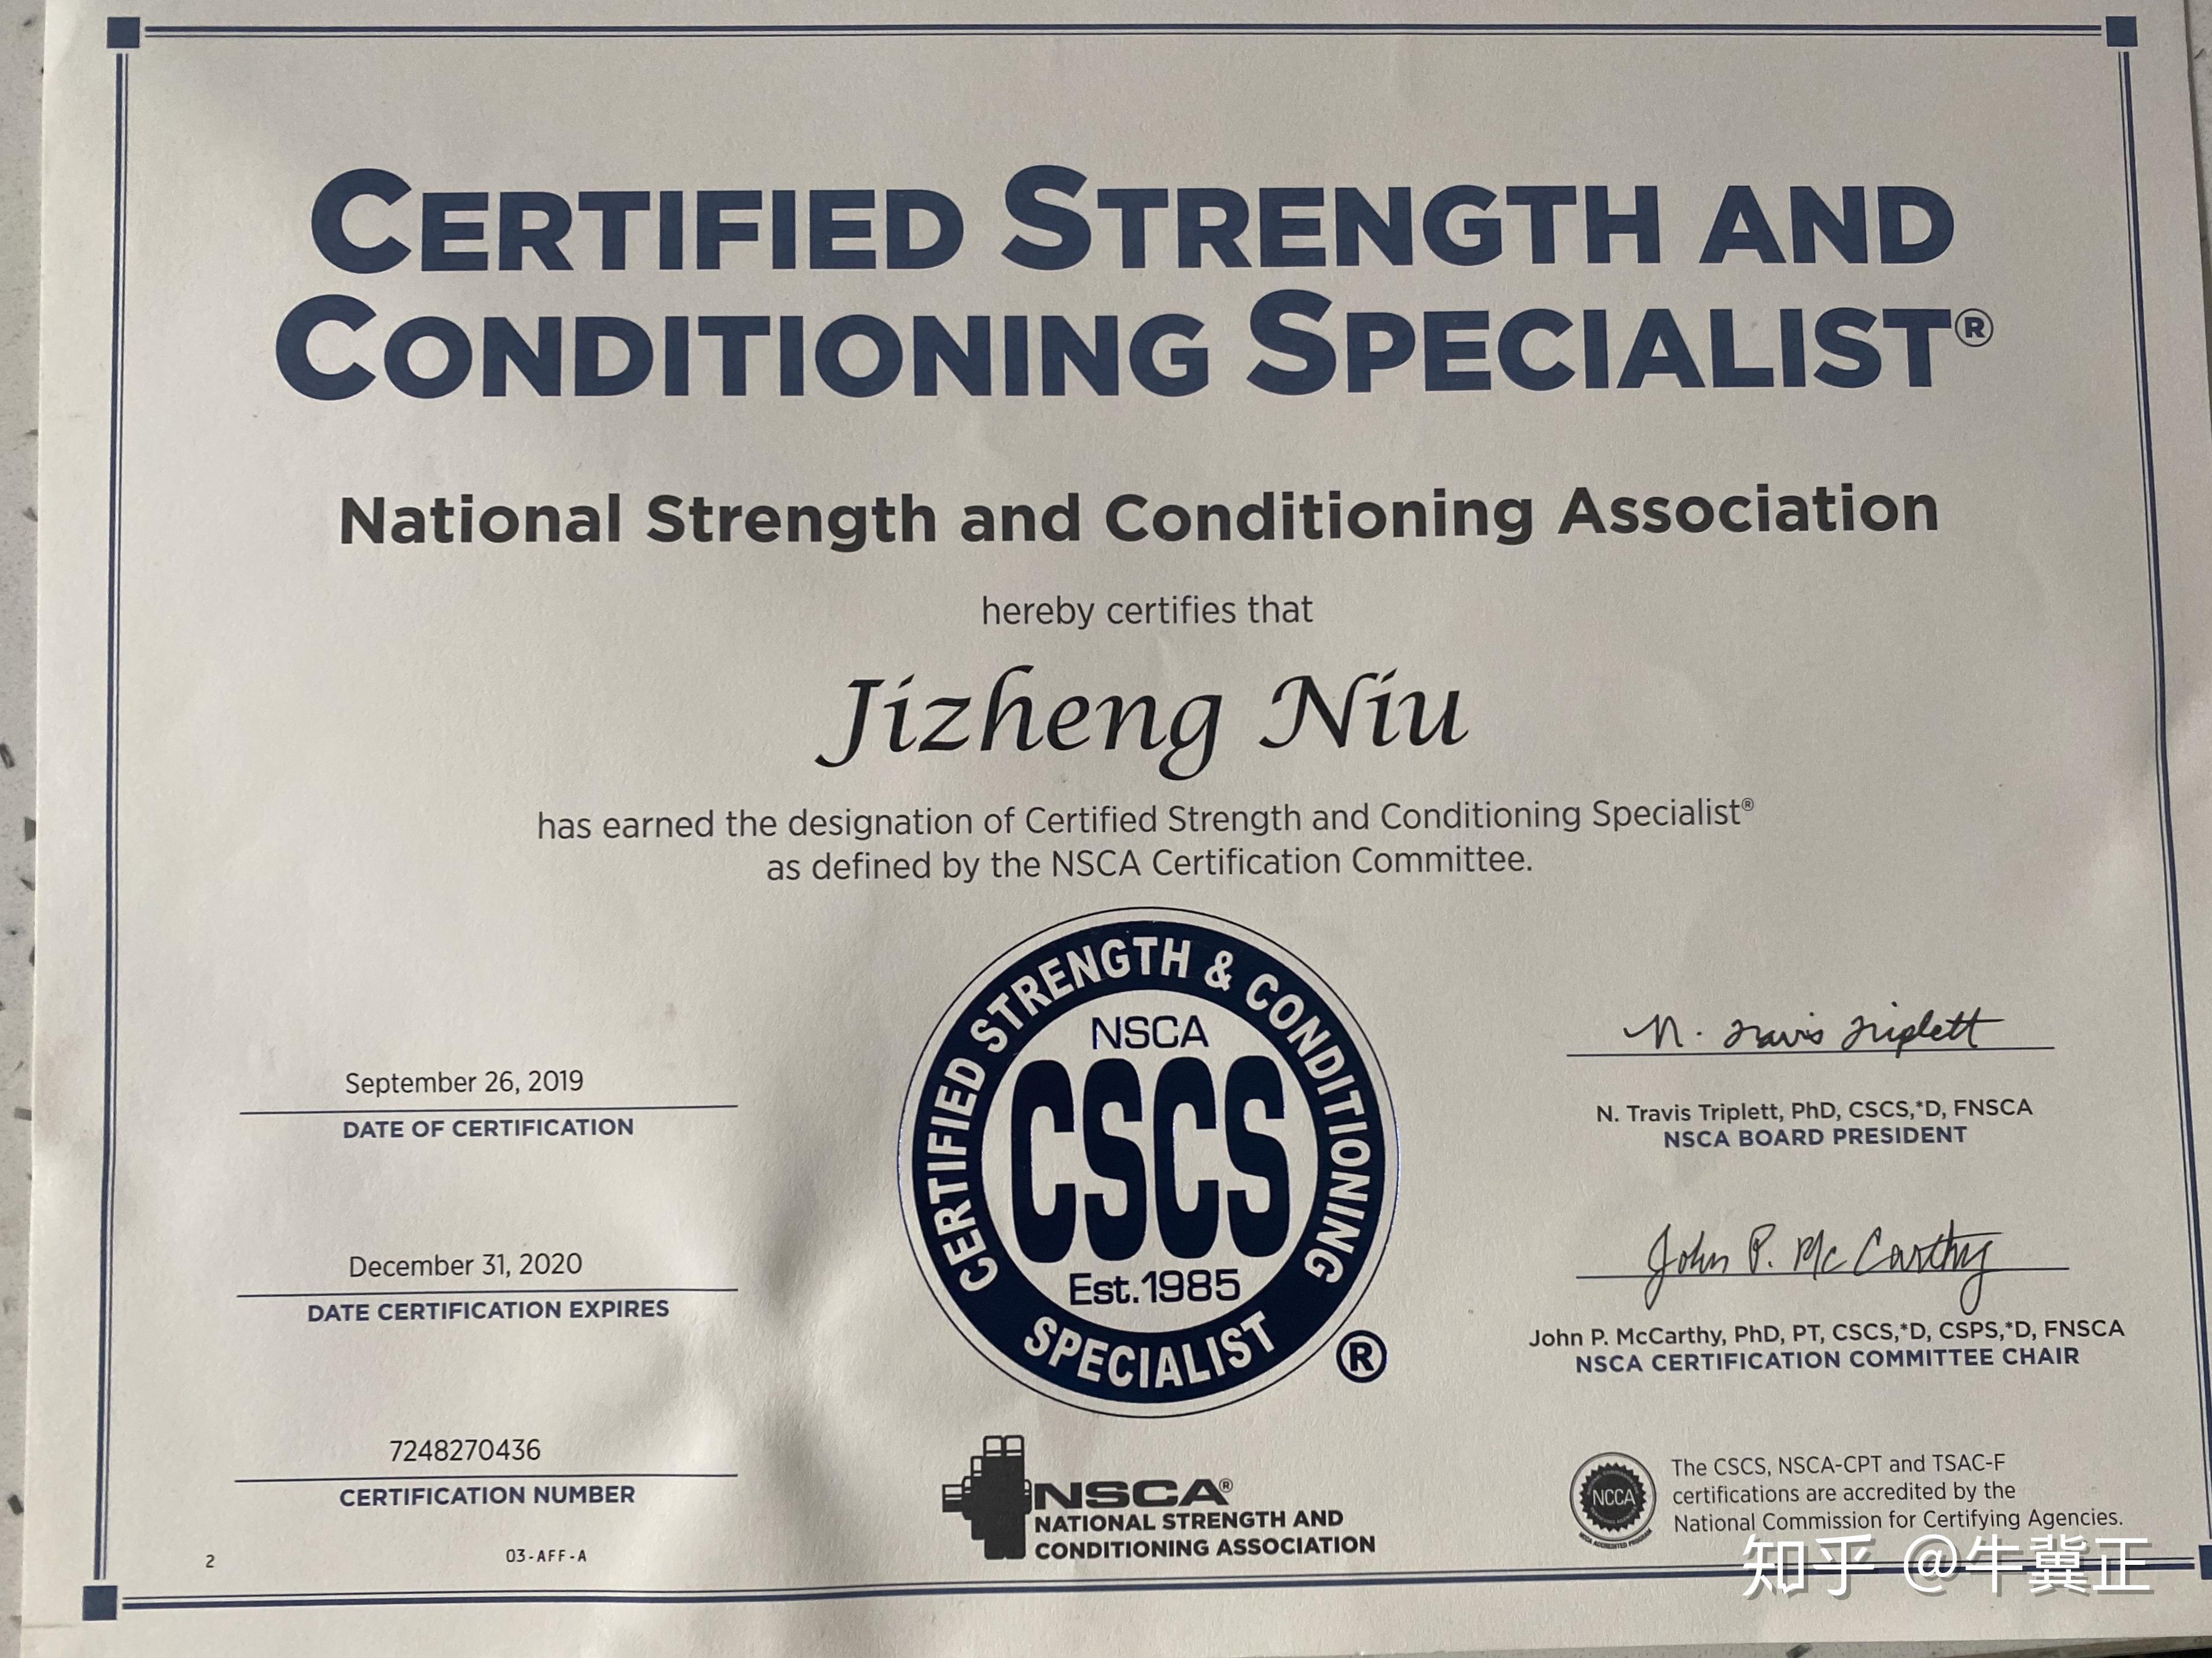 CERTIFIED STRENGTH AND
CONDITIONING SPECIALIST®
National Strength and Conditioning Association
hereby certifies that
Jizheng Niu
has earned the designation of Certified Strength and Conditioning Specialist®
as defined by the NSCA Certification Committee.
September 26, 2019
DATE OF CERTIFICATION
December 31, 2020
DATE CERTIFICATION EXPIRES
7248270436
CERTIFICATION NUMBER
2
03-AFF-A
CERTIFIED STRENGTH & CONDITIONING
NSCA
CSCS
Est.1985
SPECIALIST
®
NSCA®
NATIONAL STRENGTH AND
CONDITIONING ASSOCIATION
N. Travis Triplett
N. Travis Triplett, PhD, CSCS,*D, FNSCA
NSCA BOARD PRESIDENT
John P. McCarthy
John P. McCarthy, PhD, PT, CSCS,*D, CSPS,*D, FNSCA
NSCA CERTIFICATION COMMITTEE CHAIR
NCCA
NCCA ACCREDITED PROGRAM
The CSCS, NSCA-CPT and TSAC-F
certifications are accredited by the
National Commission for Certifying Agencies.
知乎 @牛冀正